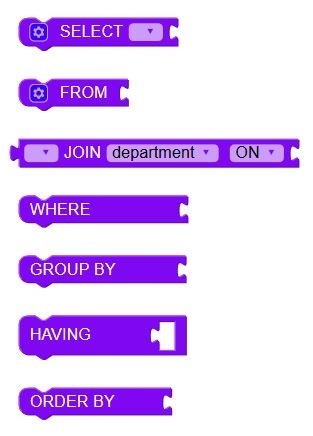 SELECT
FROM
JOIN department ON
WHERE
GROUP BY
HAVING
ORDER BY